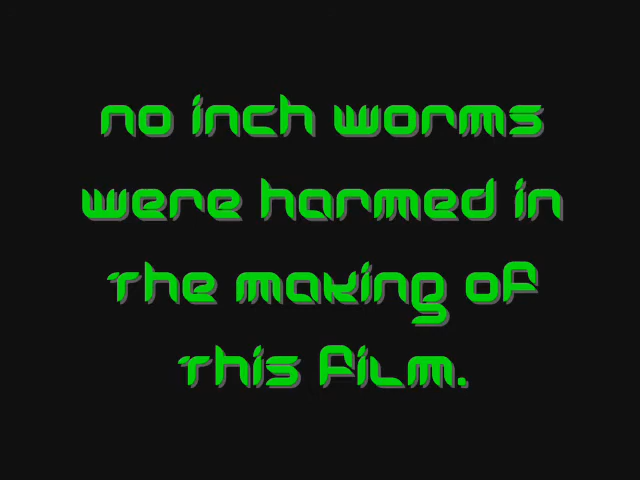 no inch worms
were harmed in
the making of
this film.